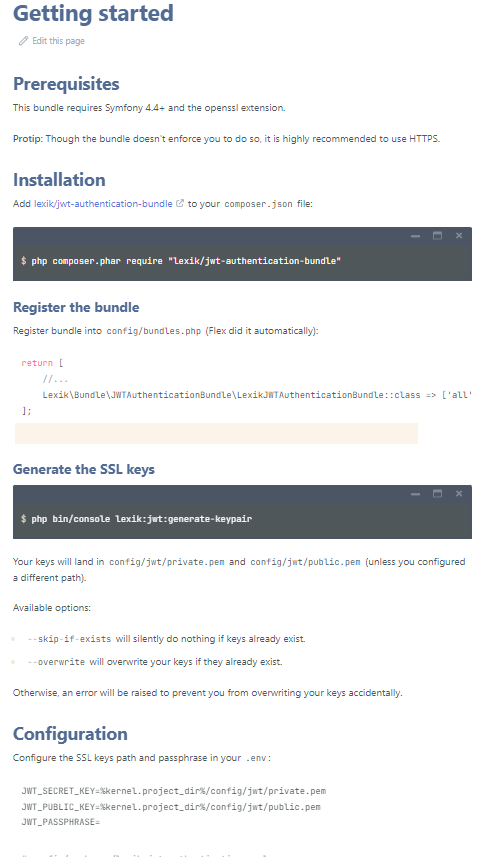 Getting started
Edit this page
Prerequisites
This bundle requires Symfony 4.4+ and the openssl extension.
Protip: Though the bundle doesn't enforce you to do so, it is highly recommended to use HTTPS.
Installation
Add lexik/jwt-authentication-bundle to your composer.json file:
$ php composer.phar require "lexik/jwt-authentication-bundle"
Register the bundle
Register bundle into config/bundles.php (Flex did it automatically):
return [
//...
Lexik\Bundle\JWTAuthenticationBundle\LexikJWTAuthenticationBundle::class => ['all'
];
Generate the SSL keys
$ php bin/console lexik:jwt:generate-keypair
Your keys will land in config/jwt/private.pem and config/jwt/public.pem (unless you configured
a different path).
Available options:
--skip-if-exists will silently do nothing if keys already exist.
--overwrite will overwrite your keys if they already exist.
Otherwise, an error will be raised to prevent you from overwriting your keys accidentally.
Configuration
Configure the SSL keys path and passphrase in your .env:
JWT_SECRET_KEY=%kernel.project_dir%/config/jwt/private.pem
JWT_PUBLIC_KEY=%kernel.project_dir%/config/jwt/public.pem
JWT_PASSPHRASE=